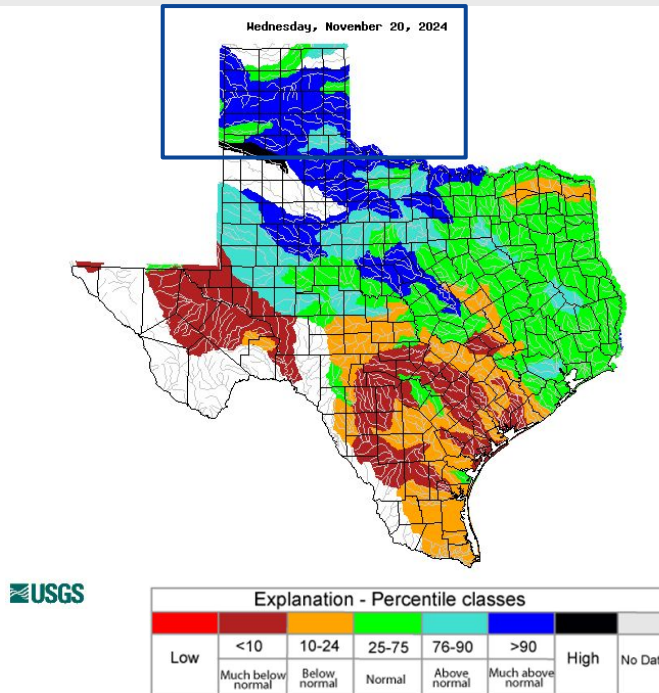 Wednesday, November 20, 2024
USGS
Explanation - Percentile classes
Low
<10
10-24
25-75
76-90
>90
High
No Dat
Much below normal
Below normal
Normal
Above normal
Much above normal